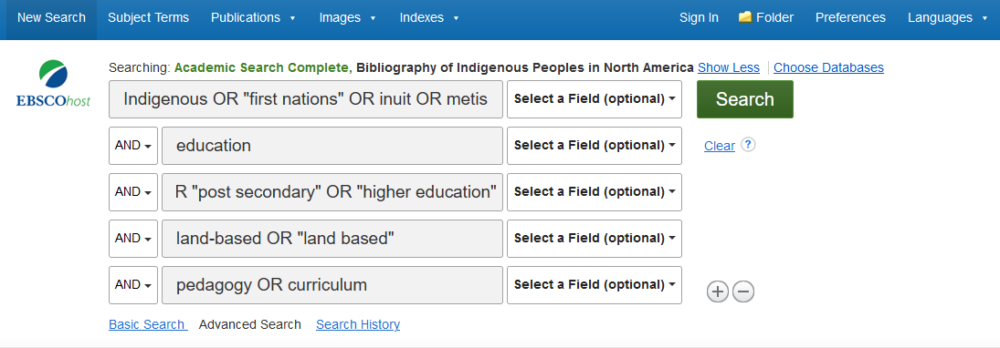 New Search Subject Terms Publications Images Indexes Sign In Folder Preferences Languages
Searching: Academic Search Complete, Bibliography of Indigenous Peoples in North America Show Less Choose Databases
EBSCOhost
Indigenous OR "first nations" OR inuit OR metis Select a Field (optional) Search
AND education Select a Field (optional) Clear ?
AND R "post secondary" OR "higher education" Select a Field (optional)
AND land-based OR "land based" Select a Field (optional)
AND pedagogy OR curriculum Select a Field (optional)
Basic Search Advanced Search Search History